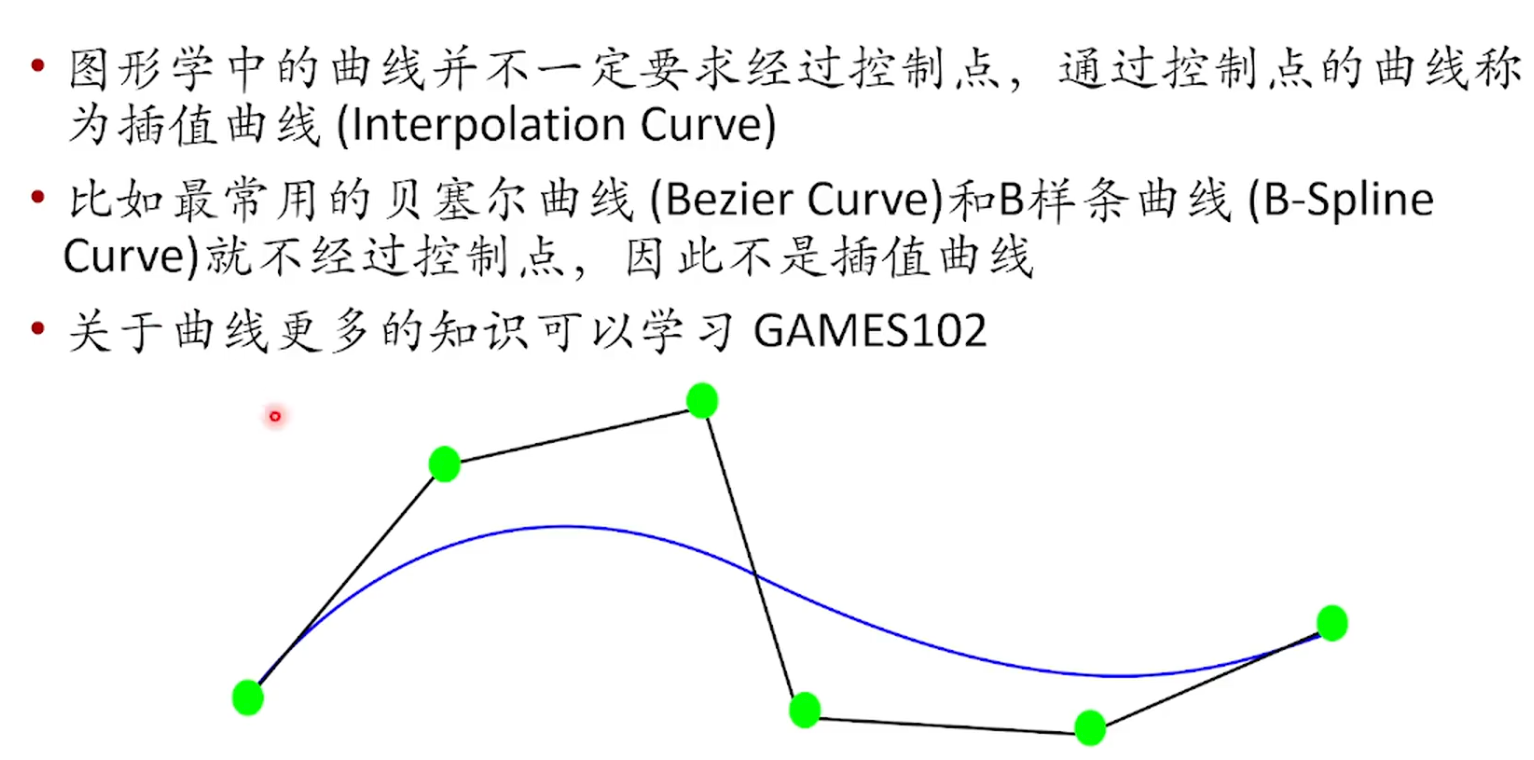 • 图形学中的曲线并不一定要求经过控制点，通过控制点的曲线称
为插值曲线 (Interpolation Curve)
• 比如最常用的贝塞尔曲线 (Bezier Curve)和B样条曲线 (B-Spline
Curve)就不经过控制点，因此不是插值曲线
• 关于曲线更多的知识可以学习 GAMES102